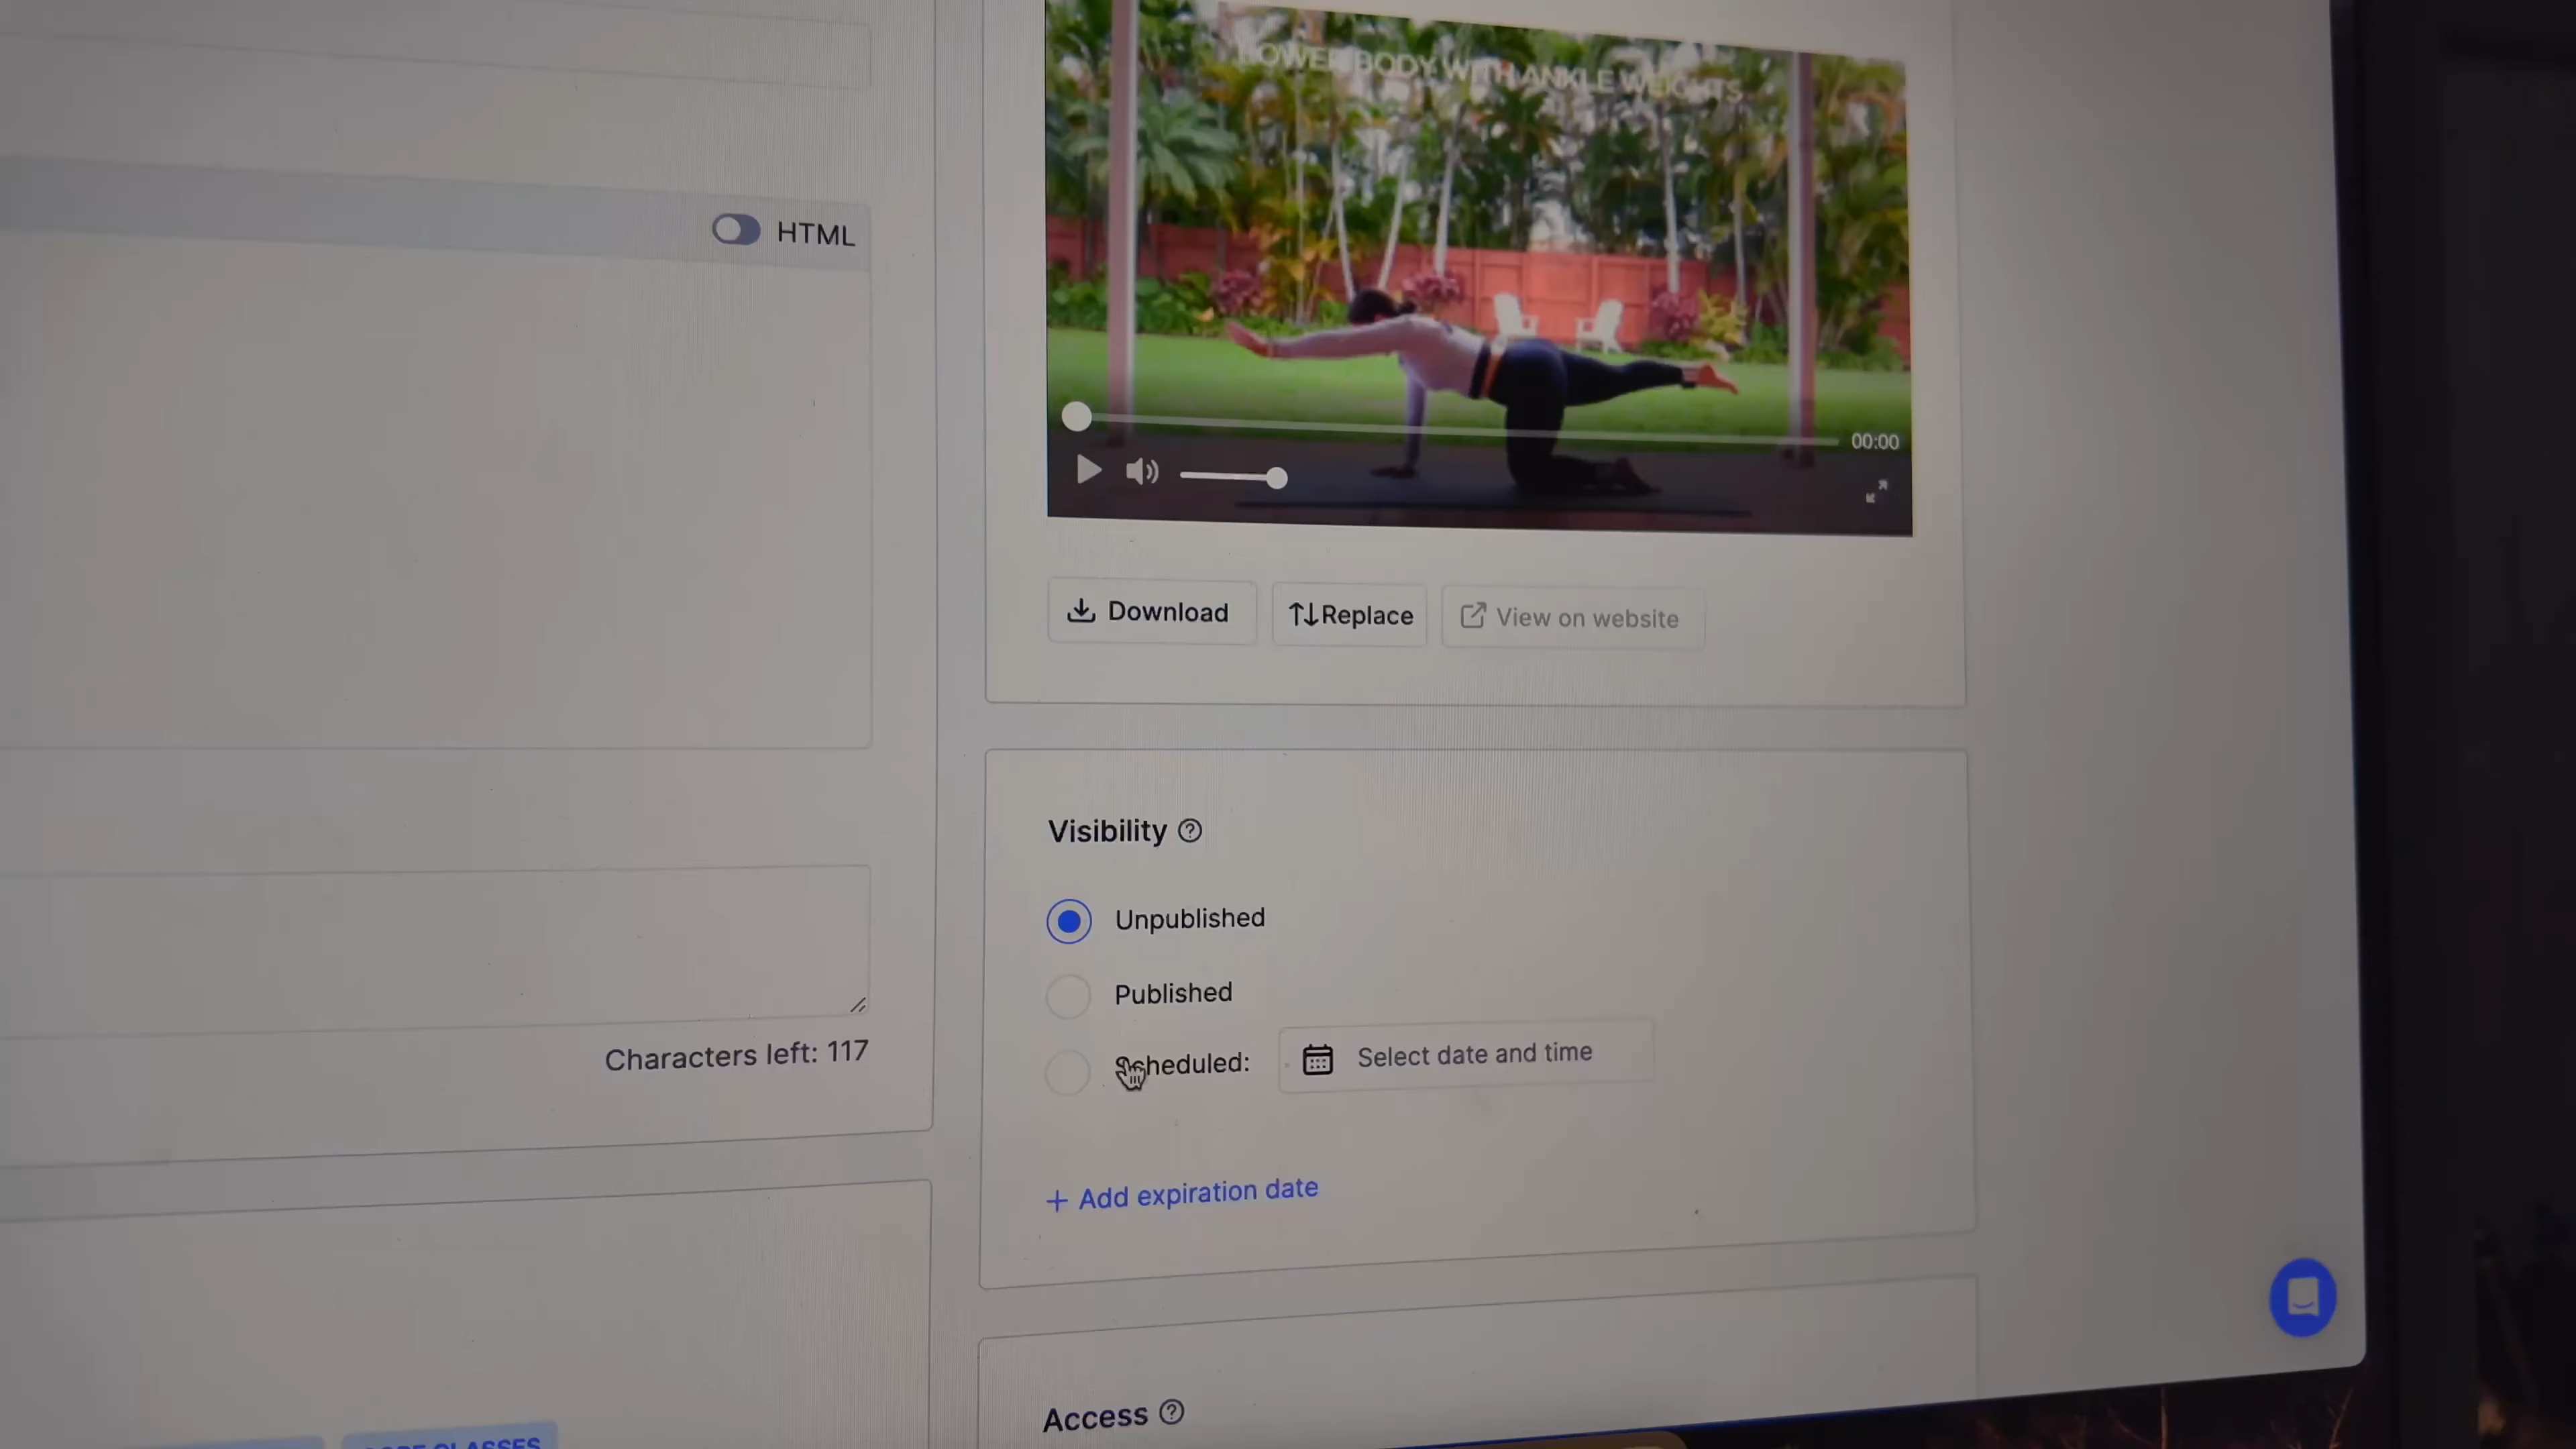 LOWER BODY WITH ANKLE WEIGHTS
HTML
00:00
Download
Replace
View on website
Visibility ?
Unpublished
Published
Scheduled:
Select date and time
Characters left: 117
+ Add expiration date
Access ?
CLASSES